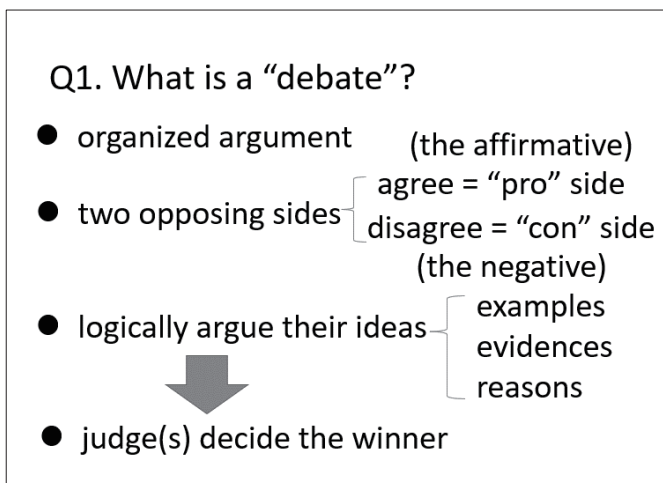 Q1. What is a “debate”?
● organized argument
(the affirmative)
agree = “pro” side
● two opposing sides
disagree = “con” side
(the negative)
● logically argue their ideas
examples
evidences
reasons
● judge(s) decide the winner